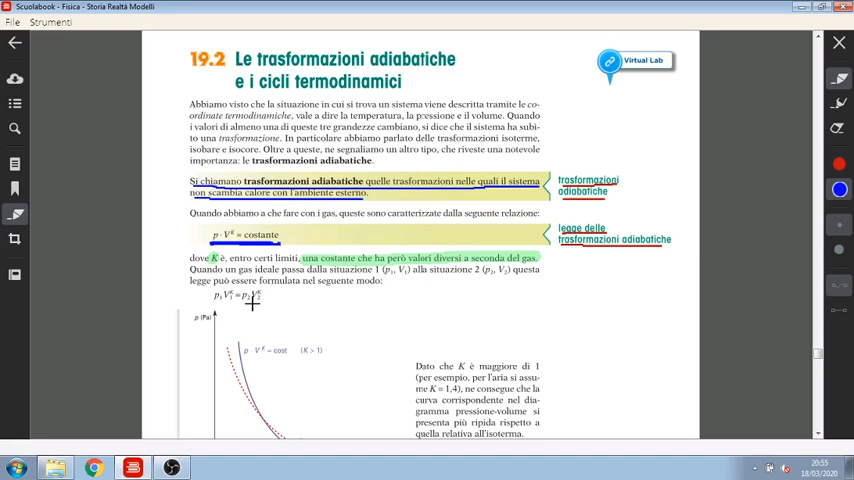 Scuolabook - Fisica - Storia Realtà Modelli
File Strumenti
19.2 Le trasformazioni adiabatiche
e i cicli termodinamici
Virtual Lab
Abbiamo visto che la situazione in cui si trova un sistema viene descritta tramite le co-
ordinate termodinamiche, vale a dire la temperatura, la pressione e il volume. Quando
i valori di almeno una di queste tre grandezze cambiano, si dice che il sistema ha subì-
to una trasformazione. In particolare abbiamo parlato delle trasformazioni isoterme,
isobare e isocore. Oltre a queste, ne segnaliamo un altro tipo, che riveste una notevole
importanza: le trasformazioni adiabatiche.
Si chiamano trasformazioni adiabatiche quelle trasformazioni nelle quali il sistema
non scambia calore con l'ambiente esterno.
trasformazioni
adiabatiche
Quando abbiamo a che fare con i gas, queste sono caratterizzate dalla seguente relazione:
p · V^K = costante
legge delle
trasformazioni adiabatiche
dove K è, entro certi limiti, una costante che ha però valori diversi a seconda del gas.
Quando un gas ideale passa dalla situazione 1 (p₁, V₁) alla situazione 2 (p₂, V₂) questa
legge può essere formulata nel seguente modo:
p₁ V₁^K = p₂ V₂^K
p (Pa)
p · V^K = cost (K > 1)
Dato che K è maggiore di 1
(per esempio, per l'aria si assu-
me K = 1,4), ne consegue che la
curva corrispondente nel dia-
gramma pressione-volume si
presenta più ripida rispetto a
quella relativa all'isoterma.
20:55
18/03/2020